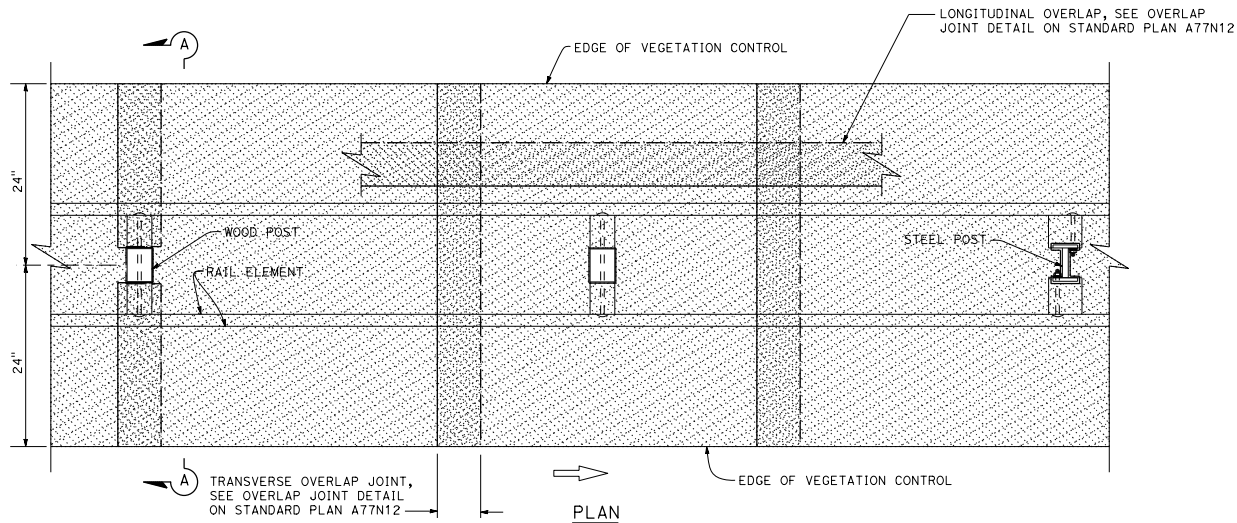 LONGITUDINAL OVERLAP, SEE OVERLAP
JOINT DETAIL ON STANDARD PLAN A77N12
A
EDGE OF VEGETATION CONTROL
24"
WOOD POST
STEEL POST
RAIL ELEMENT
24"
A
TRANSVERSE OVERLAP JOINT,
SEE OVERLAP JOINT DETAIL
ON STANDARD PLAN A77N12
EDGE OF VEGETATION CONTROL
PLAN